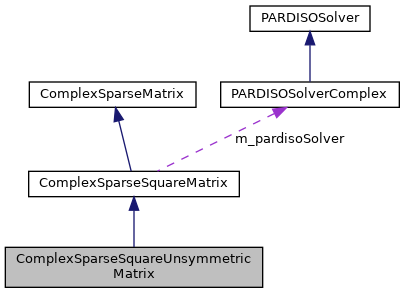 PARDISOSolver
ComplexSparseMatrix
PARDISOSolverComplex
m_pardisoSolver
ComplexSparseSquareMatrix
ComplexSparseSquareUnsymmetric
Matrix